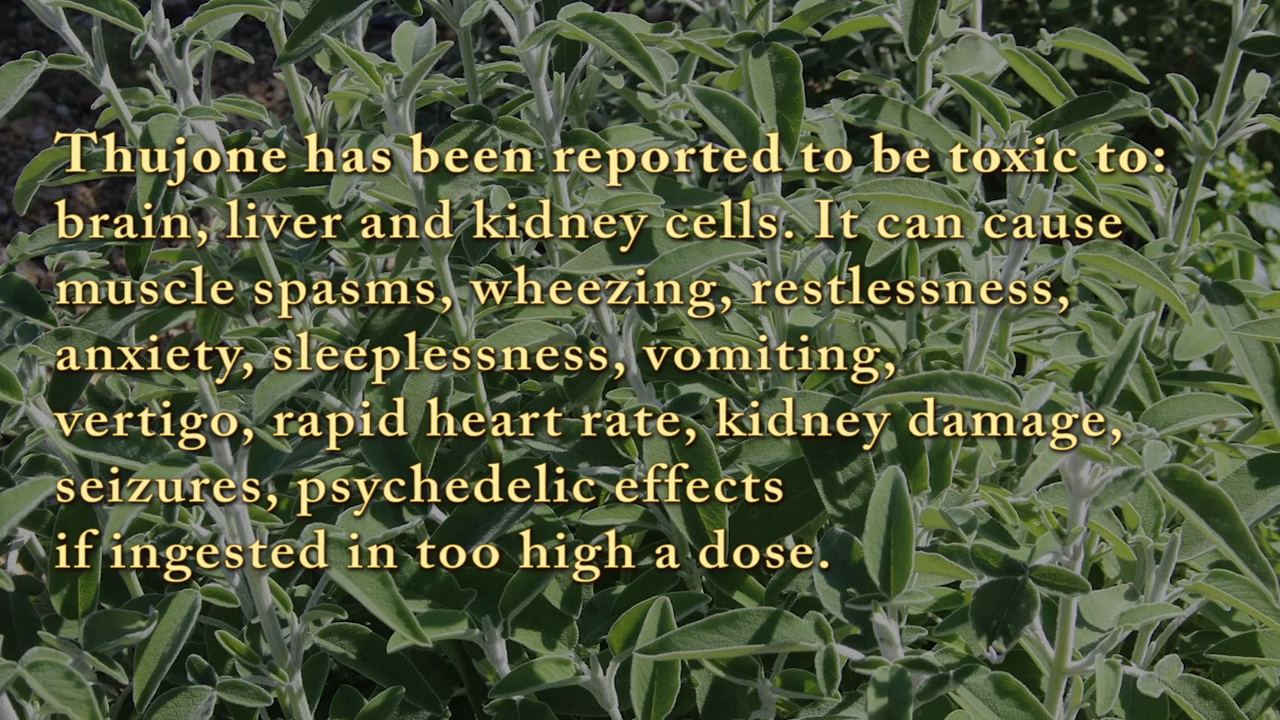 Thujone has been reported to be toxic to:
brain, liver and kidney cells. It can cause
muscle spasms, wheezing, restlessness,
anxiety, sleeplessness, vomiting,
vertigo, rapid heart rate, kidney damage,
seizures, psychedelic effects
if ingested in too high a dose.